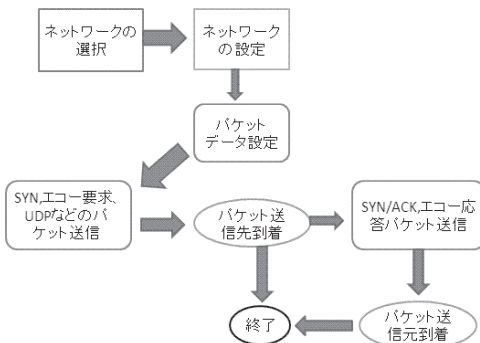 ネットワークの
選択
ネットワーク
の設定
パケット
データ設定
SYN,エコー要求、
UDPなどのパ
ケット送信
パケット送
信先到着
SYN/ACK,エコー応
答パケット送信
終了
パケット送
信元到着